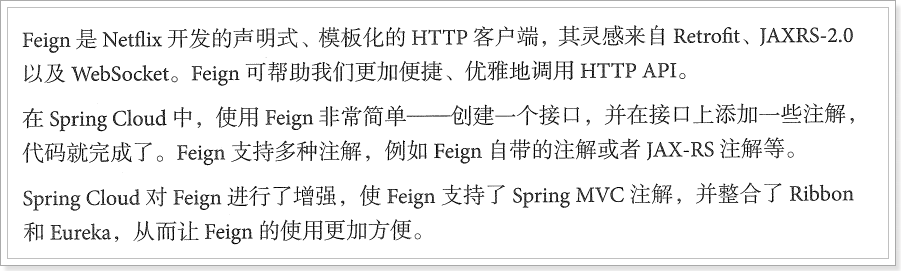 Feign 是 Netflix 开发的声明式、模板化的 HTTP 客户端，其灵感来自 Retrofit、JAXRS-2.0
以及 WebSocket。Feign 可帮助我们更加便捷、优雅地调用 HTTP API。
在 Spring Cloud 中，使用 Feign 非常简单——创建一个接口，并在接口上添加一些注解，
代码就完成了。Feign 支持多种注解，例如 Feign 自带的注解或者 JAX-RS 注解等。
Spring Cloud 对 Feign 进行了增强，使 Feign 支持了 Spring MVC 注解，并整合了 Ribbon
和 Eureka，从而让 Feign 的使用更加方便。